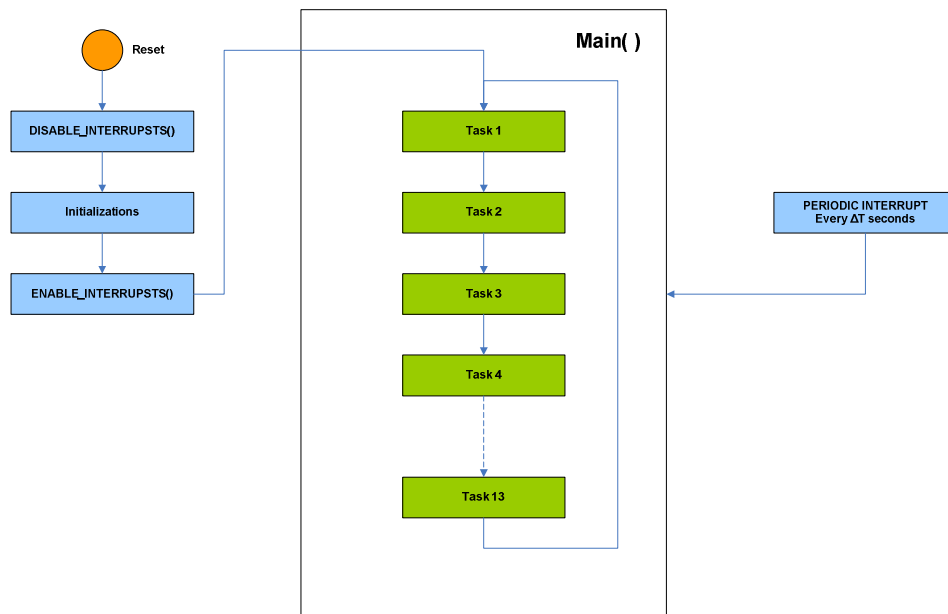 Reset
DISABLE_INTERRUPSTS()
Initializations
ENABLE_INTERRUPSTS()
Main( )
Task 1
Task 2
Task 3
Task 4
Task 13
PERIODIC INTERRUPT
Every ΔT seconds